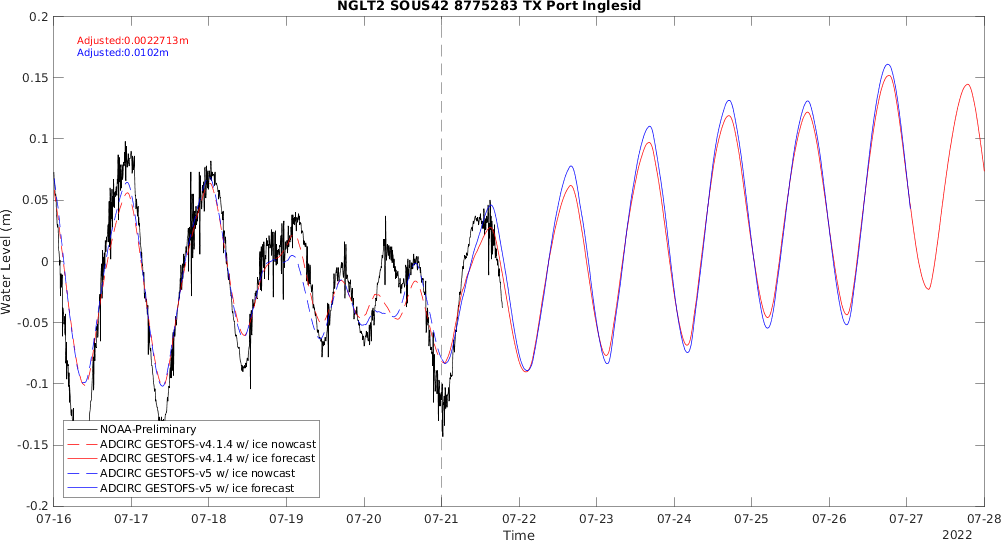 NGLT2 SOUS42 8775283 TX Port Inglesid
Adjusted:0.0022713m
Adjusted:0.0102m
0.2
0.15
0.1
0.05
0
-0.05
-0.1
-0.15
-0.2
Water Level (m)
NOAA-Preliminary
ADCIRC GESTOFS-v4.1.4 w/ ice nowcast
ADCIRC GESTOFS-v4.1.4 w/ ice forecast
ADCIRC GESTOFS-v5 w/ ice nowcast
ADCIRC GESTOFS-v5 w/ ice forecast
07-16 07-17 07-18 07-19 07-20 07-21 07-22 07-23 07-24 07-25 07-26 07-27 07-28
Time
2022